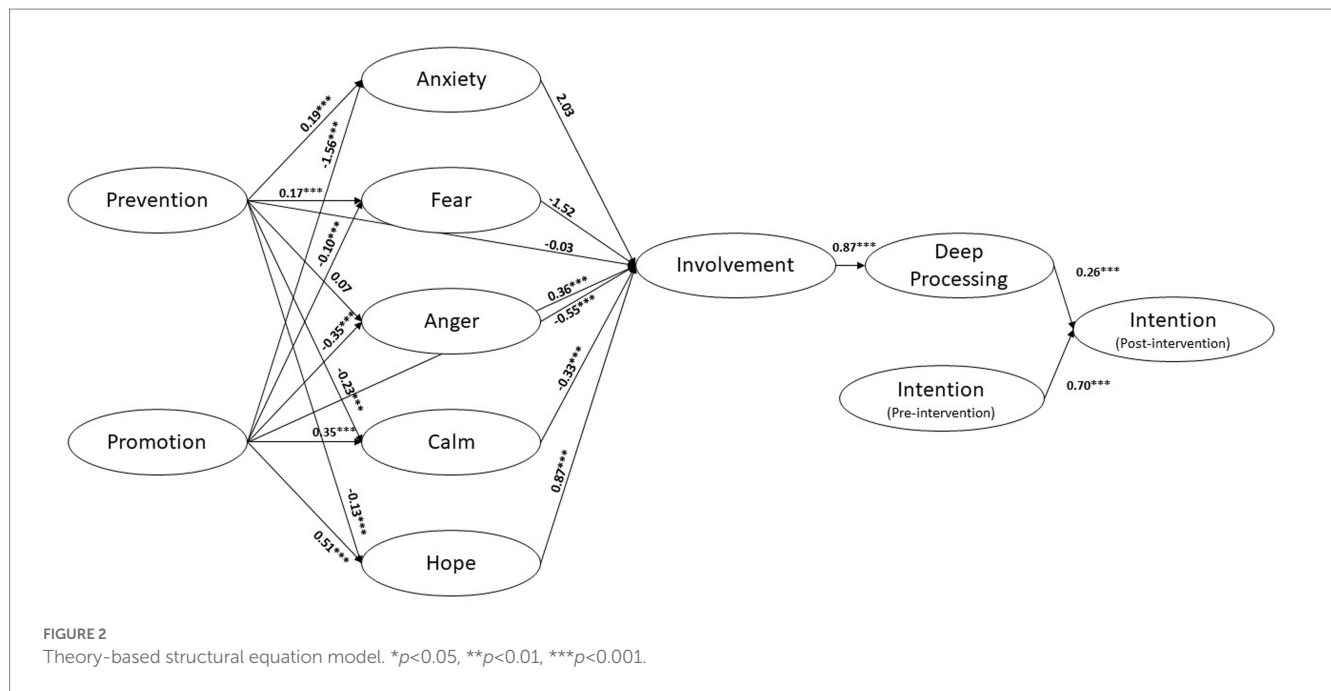 Anxiety
0.19***
2.03
-1.56***
Prevention
0.17***
Fear
-1.52
-0.10***
-0.03
Involvement
0.87***
Deep
Processing
0.26***
0.07
0.36***
Anger
-0.55***
Intention
(Post-intervention)
-0.35***
-0.33***
0.70***
-0.23***
Intention
(Pre-intervention)
Promotion
0.35***
Calm
0.87***
-0.13***
0.51***
Hope
FIGURE 2
Theory-based structural equation model. *p<0.05, **p<0.01, ***p<0.001.